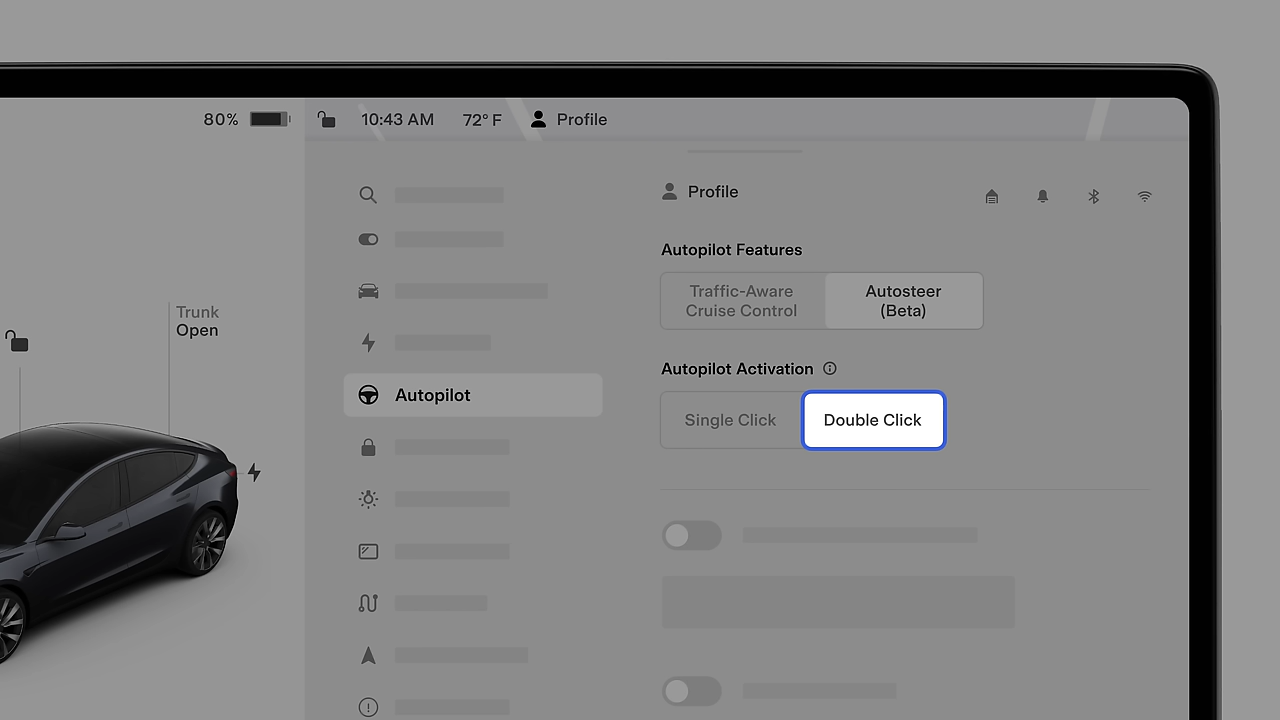 80%
10:43 AM
72° F
Profile
Profile
Autopilot Features
Traffic-Aware
Cruise Control
Autosteer
(Beta)
Trunk
Open
Autopilot Activation
Autopilot
Single Click
Double Click